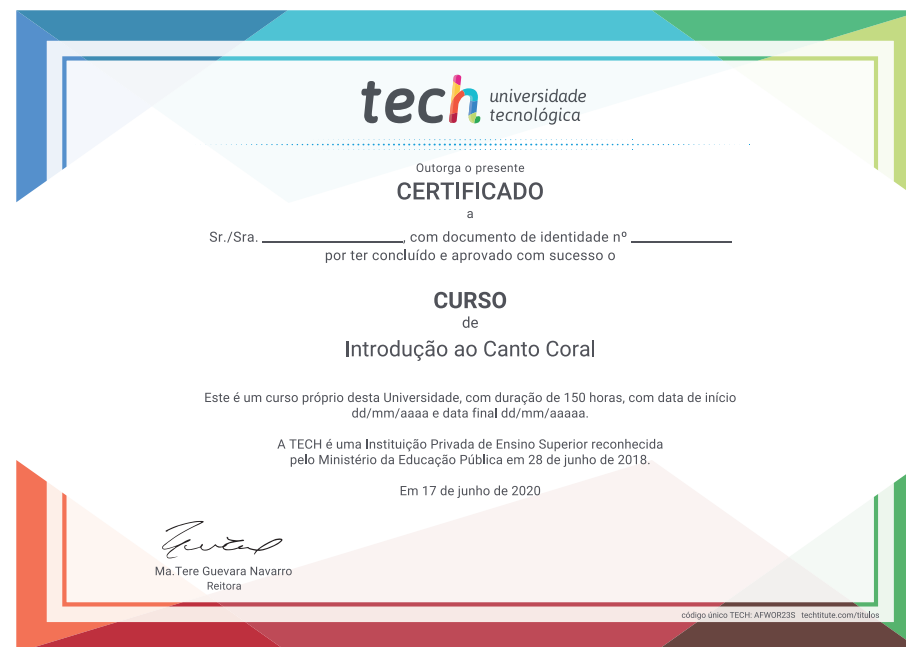 tech universidade
tecnológica
Outorga o presente
CERTIFICADO
a
Sr./Sra. ____________, com documento de identidade nº ____________
por ter concluído e aprovado com sucesso o
CURSO
de
Introdução ao Canto Coral
Este é um curso próprio desta Universidade, com duração de 150 horas, com data de início
dd/mm/aaaa e data final dd/mm/aaaaa.
A TECH é uma Instituição Privada de Ensino Superior reconhecida
pelo Ministério da Educação Pública em 28 de junho de 2018.
Em 17 de junho de 2020
Ma.Tere Guevara Navarro
Reitora
código único TECH: AFWOR23S techtitute.com/títulos